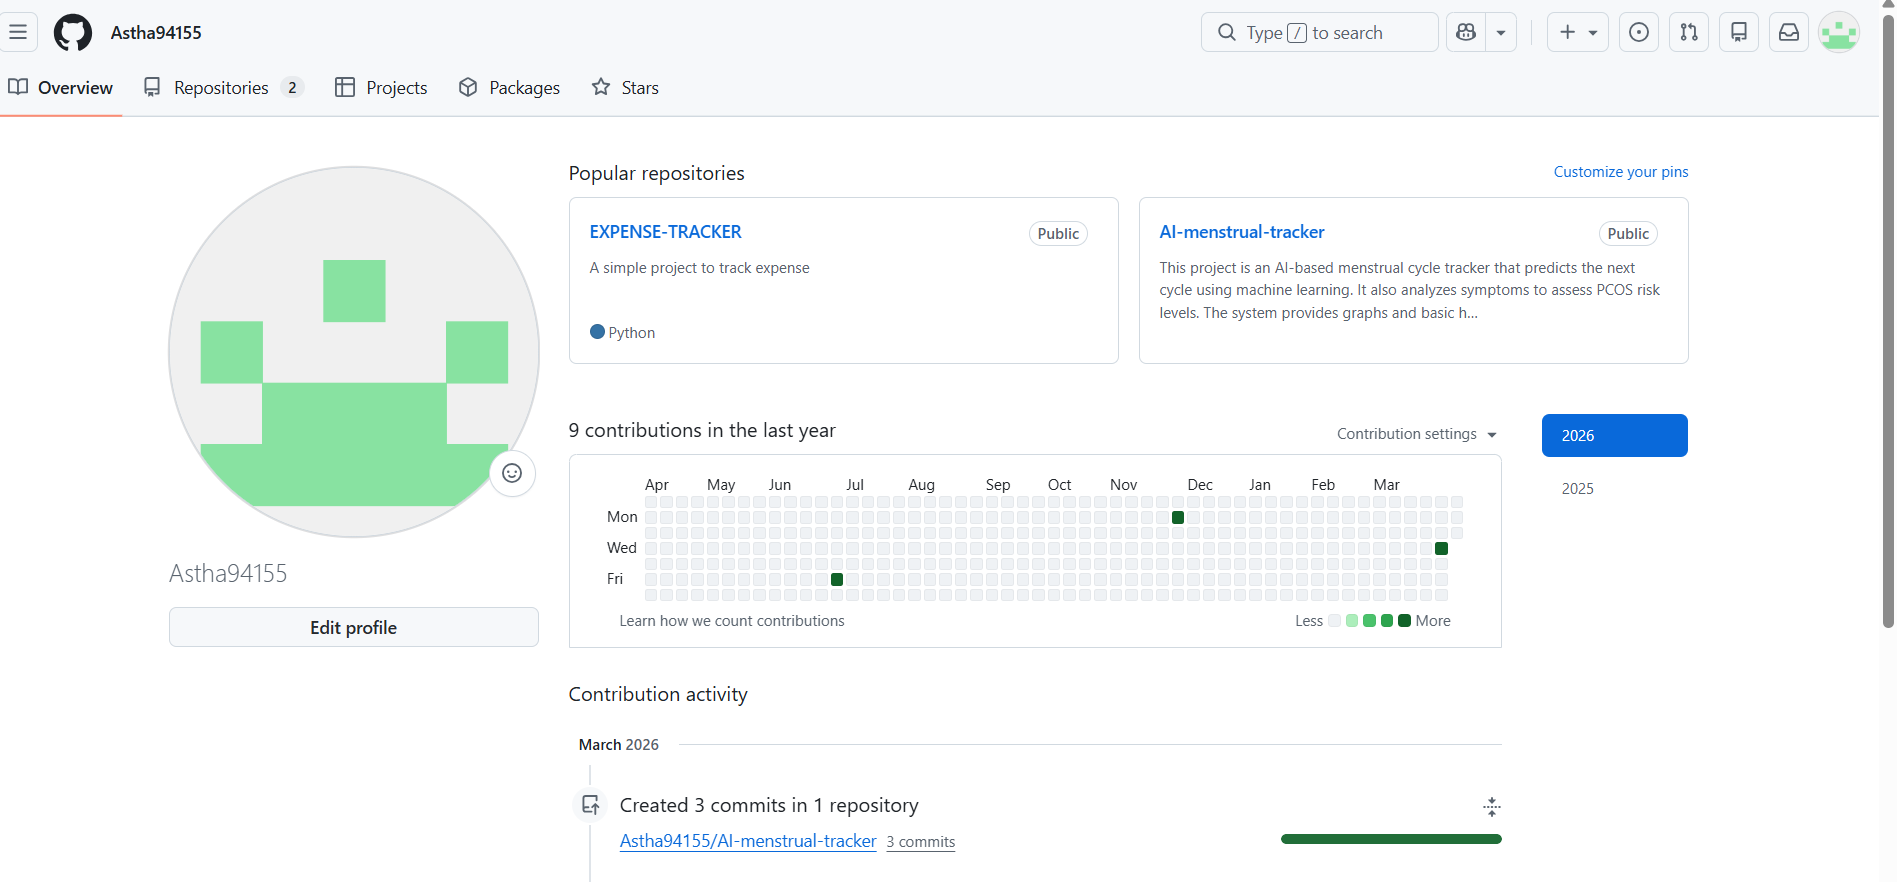 Astha94155
Type / to search
Overview
Repositories 2
Projects
Packages
Stars
Popular repositories
Customize your pins
EXPENSE-TRACKER
Public
A simple project to track expense
Python
AI-menstrual-tracker
Public
This project is an AI-based menstrual cycle tracker that predicts the next
cycle using machine learning. It also analyzes symptoms to assess PCOS risk
levels. The system provides graphs and basic h...
Astha94155
Edit profile
9 contributions in the last year
Contribution settings
2026
2025
Apr May Jun Jul Aug Sep Oct Nov Dec Jan Feb Mar
Mon
Wed
Fri
Learn how we count contributions
Less More
Contribution activity
March 2026
Created 3 commits in 1 repository
Astha94155/AI-menstrual-tracker 3 commits